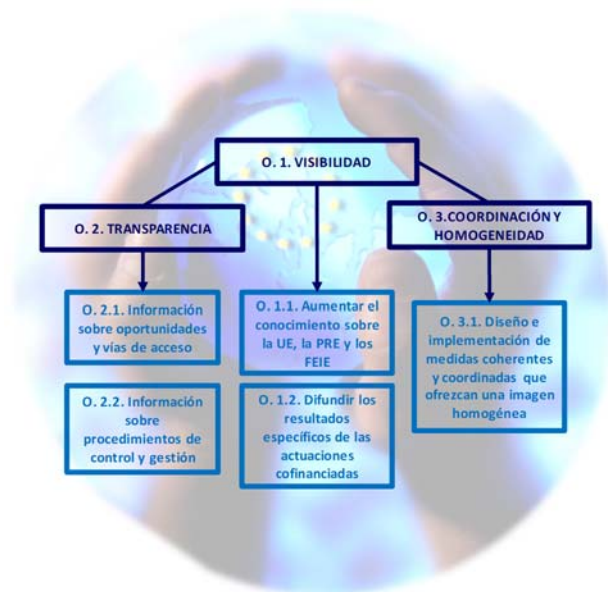 O. 1. VISIBILIDAD
O. 2. TRANSPARENCIA
O. 3.COORDINACIÓN Y
HOMOGENEIDAD
O. 2.1. Información
sobre oportunidades
y vías de acceso
O. 1.1. Aumentar el
conocimiento sobre
la UE, la PRE y los
FEIE
O. 3.1. Diseño e
implementación de
medidas coherentes
y coordinadas que
ofrezcan una imagen
homogénea
O. 2.2. Información
sobre
procedimientos de
control y gestión
O. 1.2. Difundir los
resultados
específicos de las
actuaciones
cofinanciadas